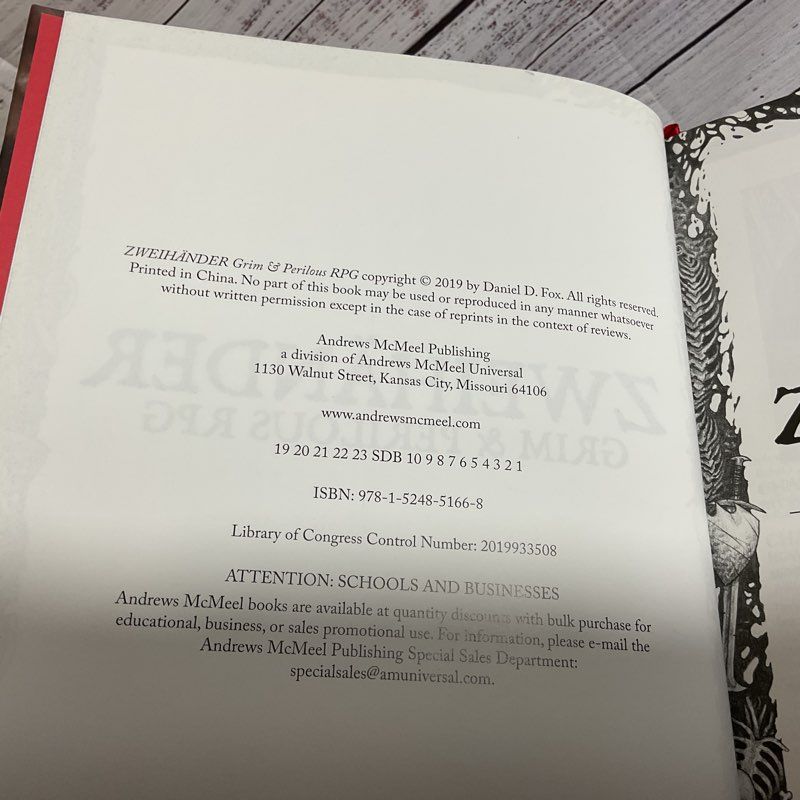 ZWEIHÄNDER Grim & Perilous RPG copyright © 2019 by Daniel D. Fox. All rights reserved.
Printed in China. No part of this book may be used or reproduced in any manner whatsoever
without written permission except in the case of reprints in the context of reviews.
Andrews McMeel Publishing
a division of Andrews McMeel Universal
1130 Walnut Street, Kansas City, Missouri 64106
www.andrewsmcmeel.com
19 20 21 22 23 SDB 10 9 8 7 6 5 4 3 2 1
ISBN: 978-1-5248-5166-8
Library of Congress Control Number: 2019933508
ATTENTION: SCHOOLS AND BUSINESSES
Andrews McMeel books are available at quantity discounts with bulk purchase for
educational, business, or sales promotional use. For information, please e-mail the
Andrews McMeel Publishing Special Sales Department:
specialsales@amuniversal.com.
ZWEIHÄNDER
GRIM & PERILOUS RPG
Z